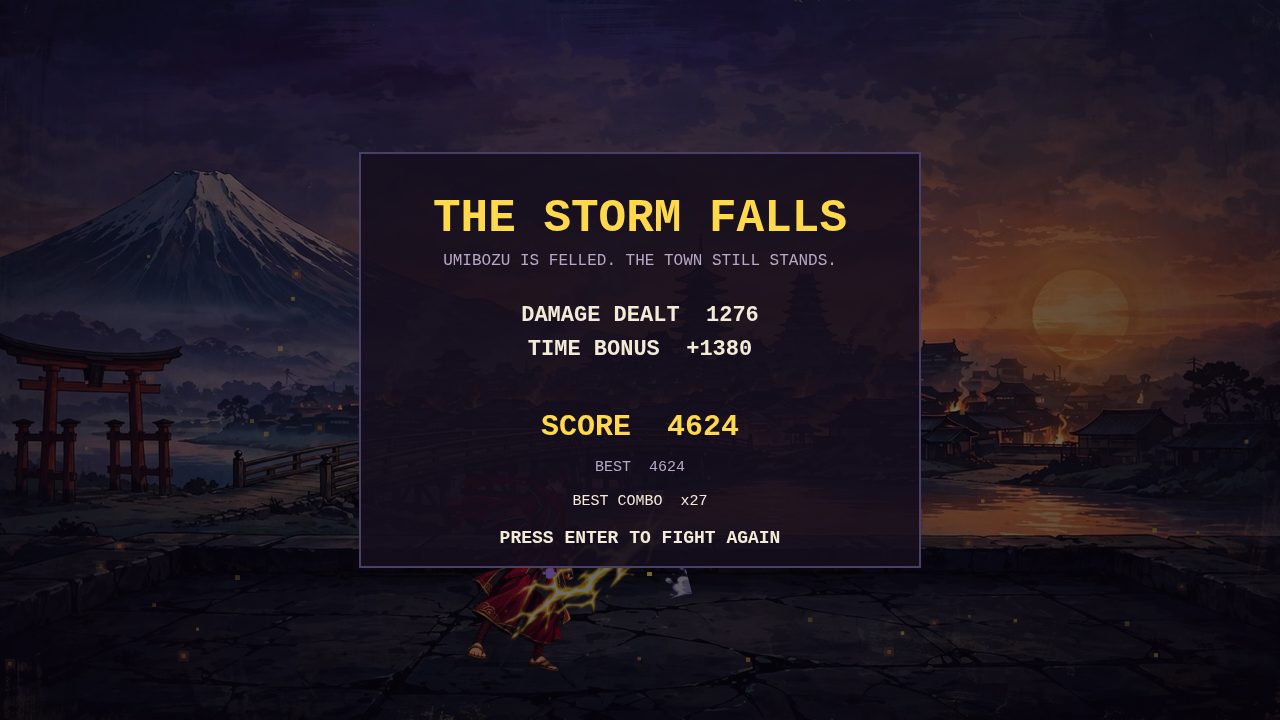 THE STORM FALLS
UMIBOZU IS FELLED. THE TOWN STILL STANDS.
DAMAGE DEALT  1276
TIME BONUS  +1380
SCORE  4624
BEST  4624
BEST COMBO  x27
PRESS ENTER TO FIGHT AGAIN